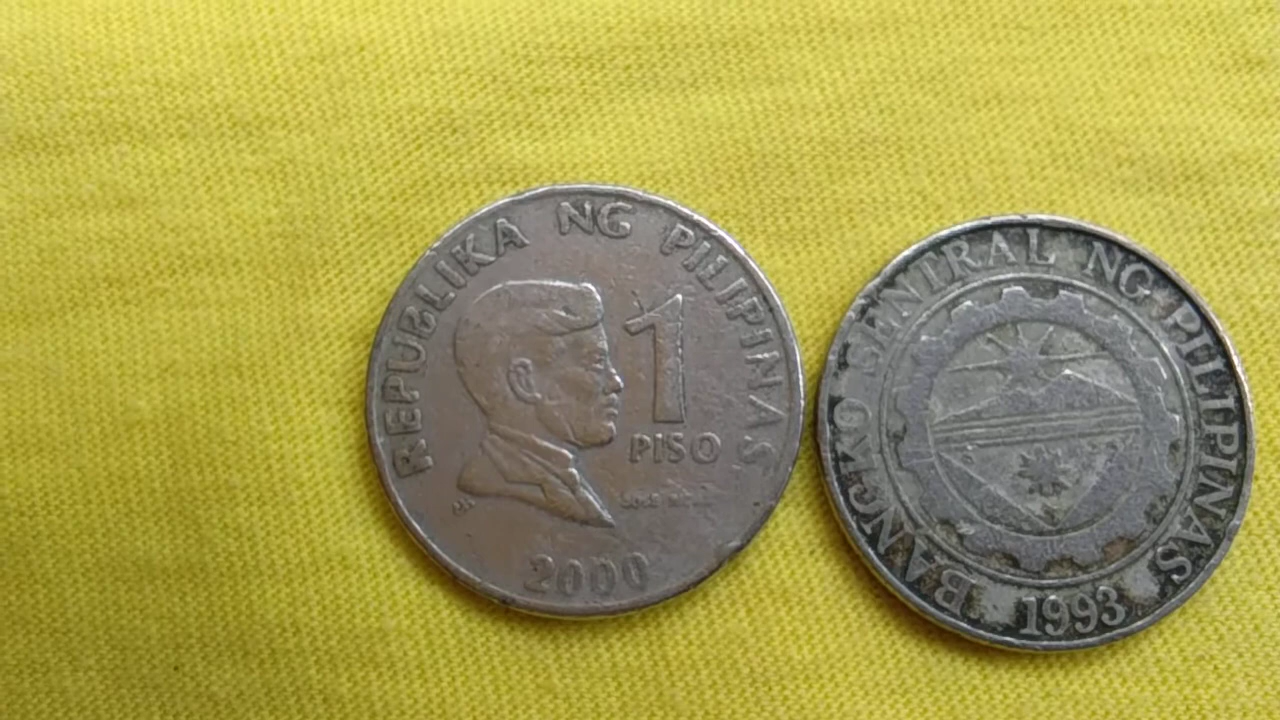 REPUBLIKA NG PILIPINAS
1
PISO
2000
BANGKO SENTRAL NG PILIPINAS
1993